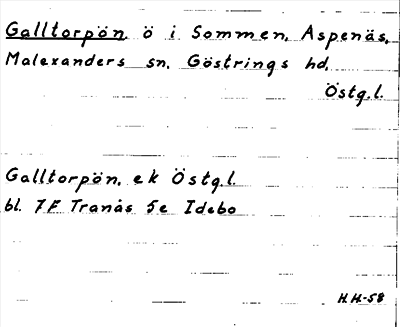 Galltorpön, ö i Sommen, Aspenäs,
Malexanders sn, Göstrings hd,
Östg.l.
Galltorpön, ek Östg.l.
bl. 7F Tranås 5e Idebo
H.H.-58